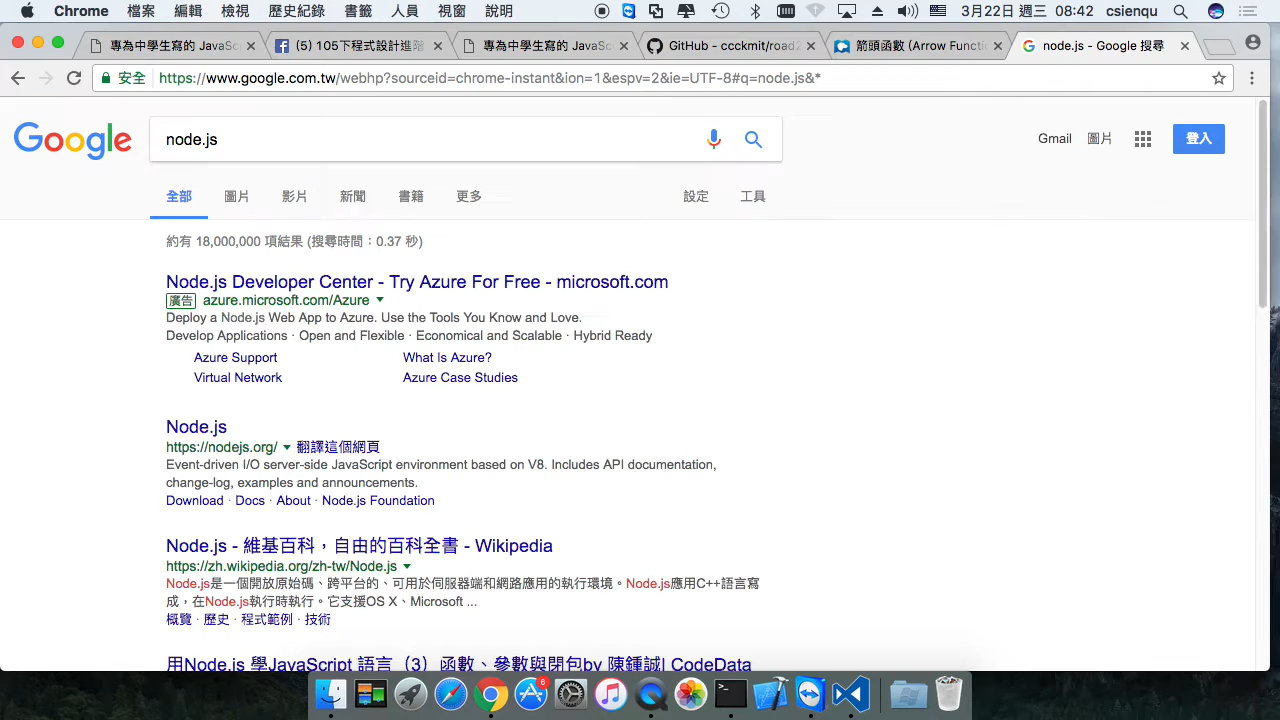 Chrome 檔案 編輯 檢視 歷史紀錄 書籤 人員 視窗 說明 3月22日 週三 08:42 csienqu
專為中學生寫的 JavaSc
(5) 105下程式設計進階
專為中學生寫的 JavaSc
GitHub - ccckmit/road2
箭頭函數 (Arrow Functi
node.js - Google 搜尋
安全 https://www.google.com.tw/webhp?sourceid=chrome-instant&ion=1&espv=2&ie=UTF-8#q=node.js&*
Google node.js Gmail 圖片 登入
全部 圖片 影片 新聞 書籍 更多 設定 工具
約有 18,000,000 項結果 (搜尋時間:0.37 秒)
Node.js Developer Center - Try Azure For Free - microsoft.com
廣告 azure.microsoft.com/Azure
Deploy a Node.js Web App to Azure. Use the Tools You Know and Love.
Develop Applications · Open and Flexible · Economical and Scalable · Hybrid Ready
Azure Support What Is Azure?
Virtual Network Azure Case Studies
Node.js
https://nodejs.org/ 翻譯這個網頁
Event-driven I/O server-side JavaScript environment based on V8. Includes API documentation,
change-log, examples and announcements.
Download · Docs · About · Node.js Foundation
Node.js - 維基百科,自由的百科全書 - Wikipedia
https://zh.wikipedia.org/zh-tw/Node.js
Node.js是一個開放原始碼、跨平台的、可用於伺服器端和網路應用的執行環境。Node.js應用C++語言寫
成,在Node.js執行時執行。它支援OS X、Microsoft ...
概覽 · 歷史 · 程式範例 · 技術
用Node.js 學JavaScript 語言(3)函數、參數與閉包by 陳鍾誠| CodeData
6